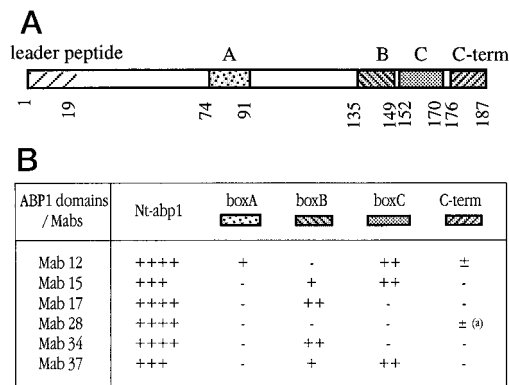 A
leader peptide A B C C-term
1 19 74 91 135 149 152 170 176 187
B
ABP1 domains / Mabs Nt-abp1 boxA boxB boxC C-term
Mab 12 ++++ + - ++ ±
Mab 15 +++ - + ++ -
Mab 17 ++++ - ++ - -
Mab 28 ++++ - - - ± (a)
Mab 34 ++++ - ++ - -
Mab 37 +++ - + ++ -